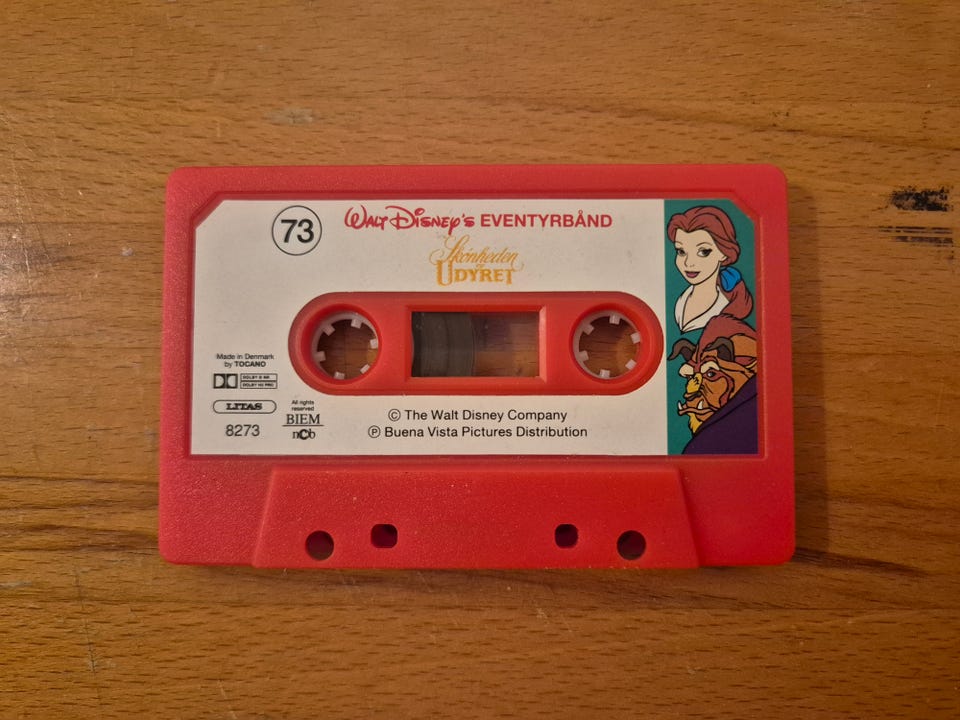 73
WALT DISNEY'S EVENTYRBÅND
Skønheden
OG
UDYRET
Made in Denmark
by TOCANO
DOLBY B NR
DOLBY HX PRO
LITAS
8273
All rights
reserved
BIEM
nCb
© The Walt Disney Company
℗ Buena Vista Pictures Distribution